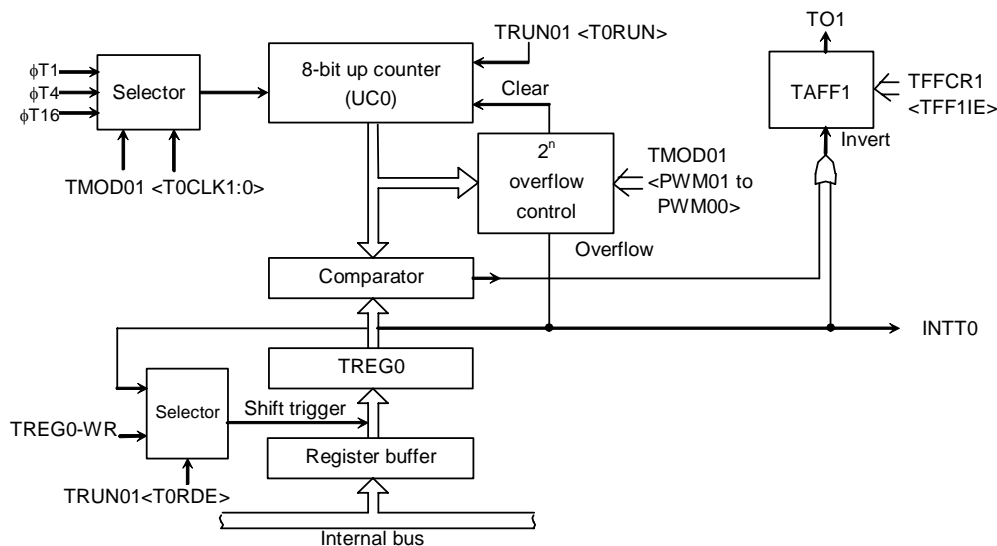 TO1
TRUN01 <T0RUN>
8-bit up counter
(UC0)
ϕT1
ϕT4
ϕT16
Selector
TAFF1
TFFCR1
<TFF1IE>
Clear
Invert
2ⁿ
overflow
control
TMOD01
<PWM01 to
PWM00>
TMOD01 <T0CLK1:0>
Overflow
Comparator
INTT0
TREG0
Selector
Shift trigger
TREG0-WR
Register buffer
TRUN01<T0RDE>
Internal bus